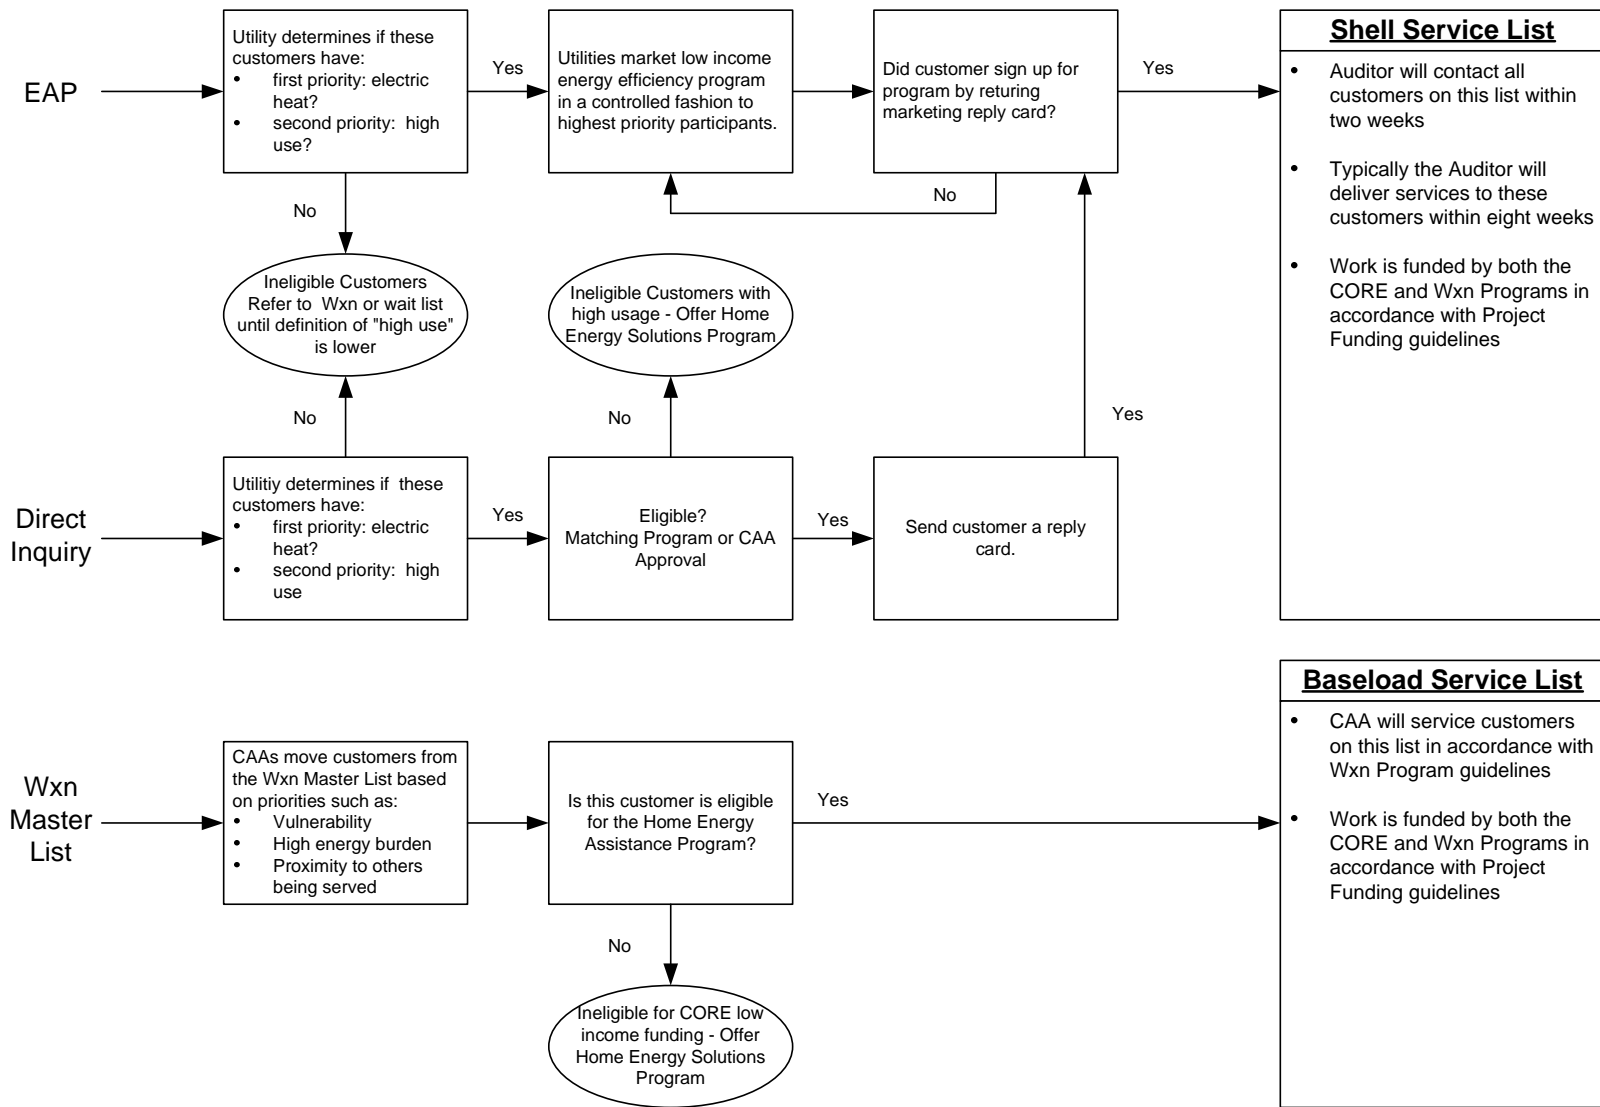 EAP
Utility determines if these
customers have:
• first priority: electric
heat?
• second priority: high
use?
Yes
Utilities market low income
energy efficiency program
in a controlled fashion to
highest priority participants.
Did customer sign up for
program by returing
marketing reply card?
Yes
No
No
Ineligible Customers
Refer to Wxn or wait list
until definition of "high use"
is lower
Ineligible Customers with
high usage - Offer Home
Energy Solutions Program
No
No
Yes
Direct
Inquiry
Utilitiy determines if these
customers have:
• first priority: electric
heat?
• second priority: high
use
Yes
Eligible?
Matching Program or CAA
Approval
Yes
Send customer a reply
card.
Shell Service List
• Auditor will contact all
customers on this list within
two weeks
• Typically the Auditor will
deliver services to these
customers within eight weeks
• Work is funded by both the
CORE and Wxn Programs in
accordance with Project
Funding guidelines
Wxn
Master
List
CAAs move customers from
the Wxn Master List based
on priorities such as:
• Vulnerability
• High energy burden
• Proximity to others
being served
Is this customer is eligible
for the Home Energy
Assistance Program?
Yes
No
Ineligible for CORE low
income funding - Offer
Home Energy Solutions
Program
Baseload Service List
• CAA will service customers
on this list in accordance with
Wxn Program guidelines
• Work is funded by both the
CORE and Wxn Programs in
accordance with Project
Funding guidelines